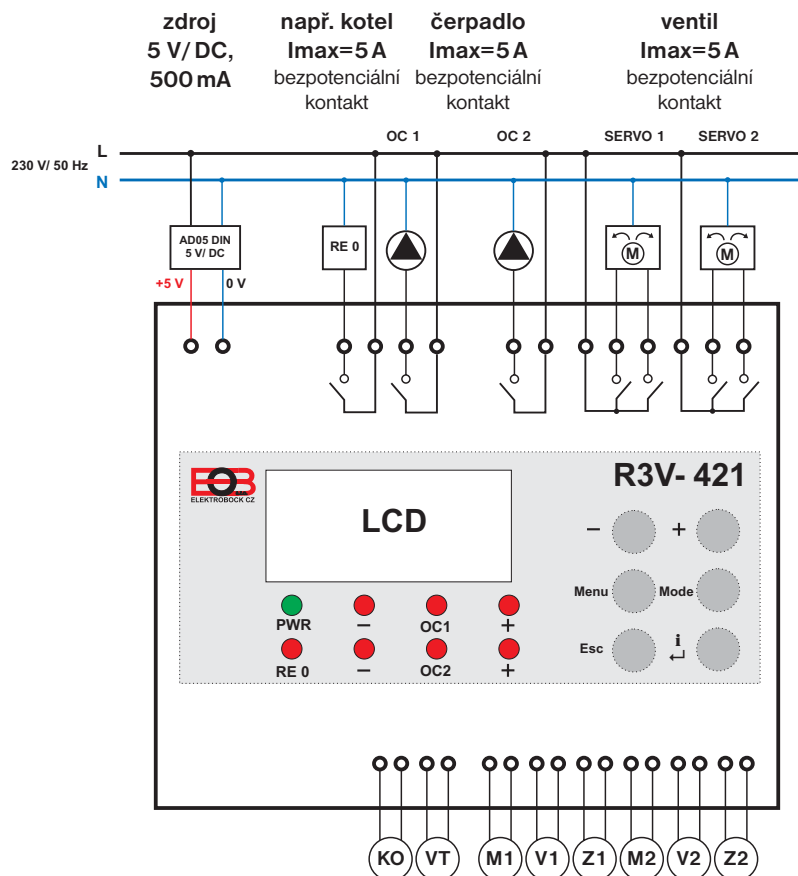 zdroj
5 V/ DC,
500 mA
např. kotel
Imax=5 A
bezpotenciální
kontakt
čerpadlo
Imax=5 A
bezpotenciální
kontakt
ventil
Imax=5 A
bezpotenciální
kontakt
OC 1
OC 2
SERVO 1
SERVO 2
L
230 V/ 50 Hz
N
AD05 DIN
5 V/ DC
RE 0
M
M
+5 V
0 V
EOB
ELEKTROBOCK CZ
R3V- 421
LCD
− +
Menu Mode
Esc i
PWR − OC1 +
RE 0 − OC2 +
KO VT M1 V1 Z1 M2 V2 Z2